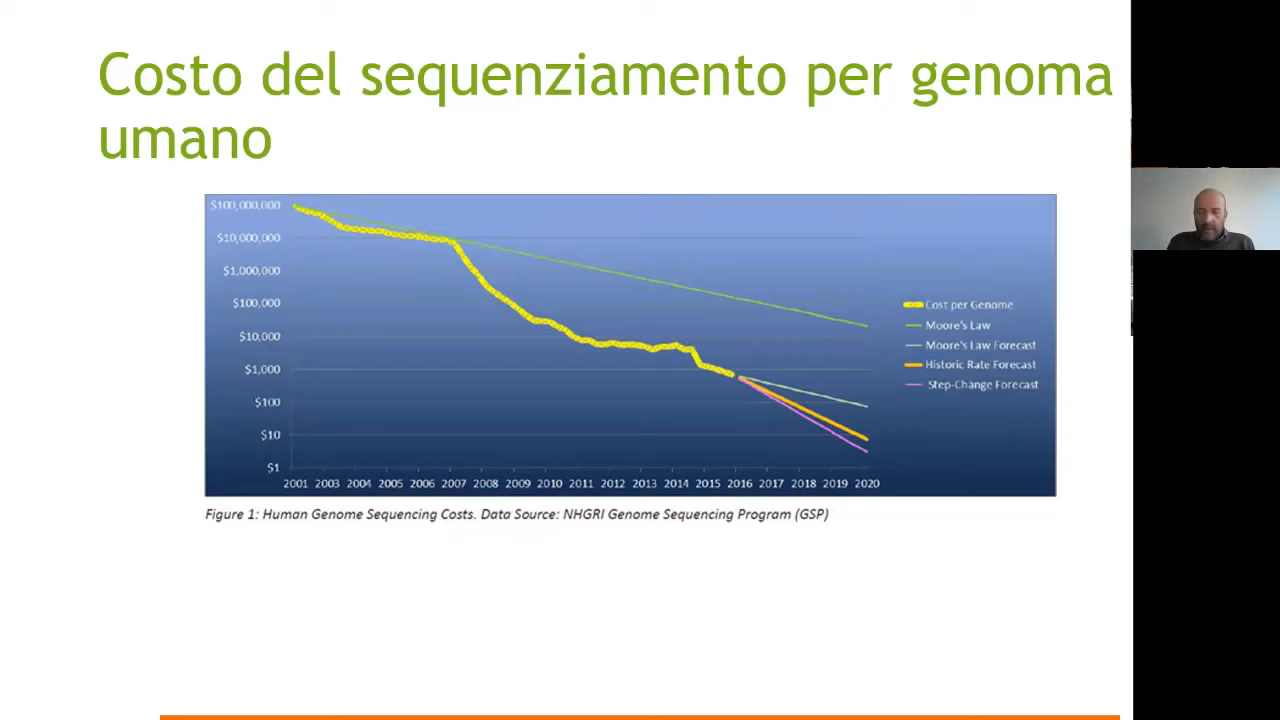 Costo del sequenziamento per genoma
umano
$100,000,000
$10,000,000
$1,000,000
$100,000
$10,000
$1,000
$100
$10
$1
2001 2003 2004 2005 2006 2007 2008 2009 2010 2011 2012 2013 2014 2015 2016 2017 2018 2019 2020
Cost per Genome
Moore's Law
Moore's Law Forecast
Historic Rate Forecast
Step-Change Forecast
Figure 1: Human Genome Sequencing Costs. Data Source: NHGRI Genome Sequencing Program (GSP)